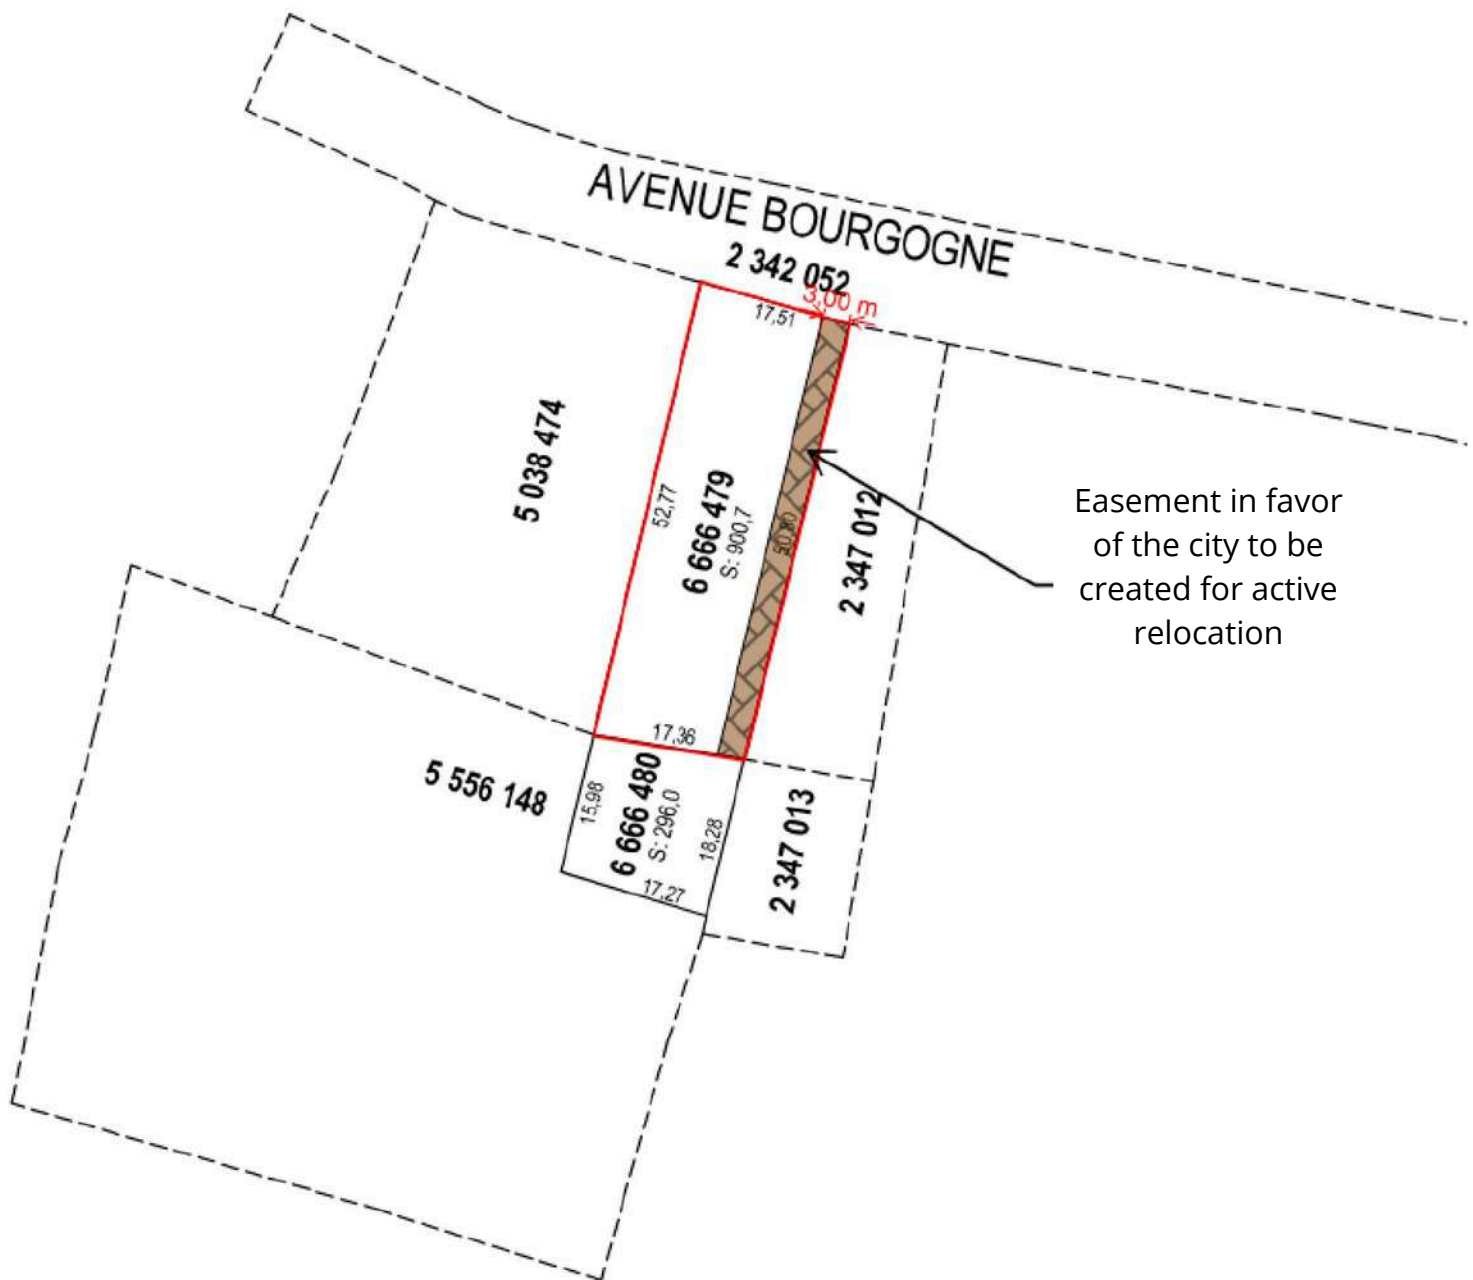 AVENUE BOURGOGNE
2 342 052
3,00 m
17,51
5 038 474
52,77
6 666 479
S: 900,7
50,80
2 347 012
Easement in favor
of the city to be
created for active
relocation
17,36
5 556 148
15,98
6 666 480
S: 296,0
18,28
17,27
2 347 013